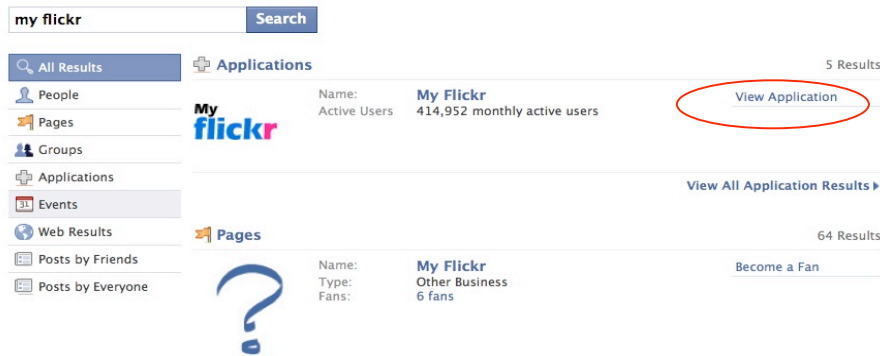 my flickr Search
All Results
People
Pages
Groups
Applications
31 Events
Web Results
Posts by Friends
Posts by Everyone
Applications 5 Results
My flickr
Name: My Flickr View Application
Active Users 414,952 monthly active users
View All Application Results
Pages 64 Results
?
Name: My Flickr Become a Fan
Type: Other Business
Fans: 6 fans